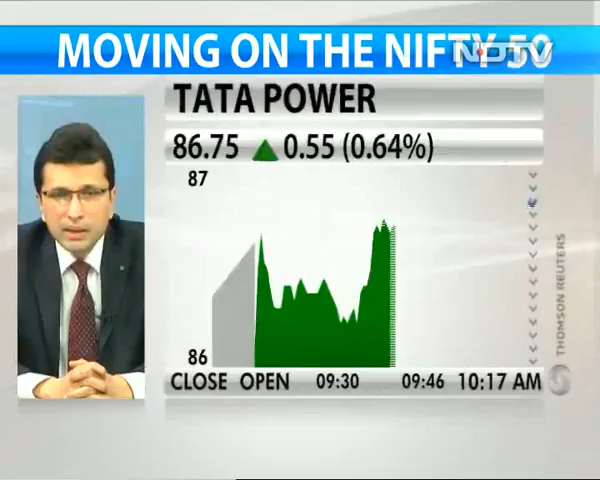 MOVING ON THE NIFTY 50
NDTV
TATA POWER
86.75 ▲ 0.55 (0.64%)
87
86
CLOSE OPEN 09:30 09:46 10:17 AM
THOMSON REUTERS